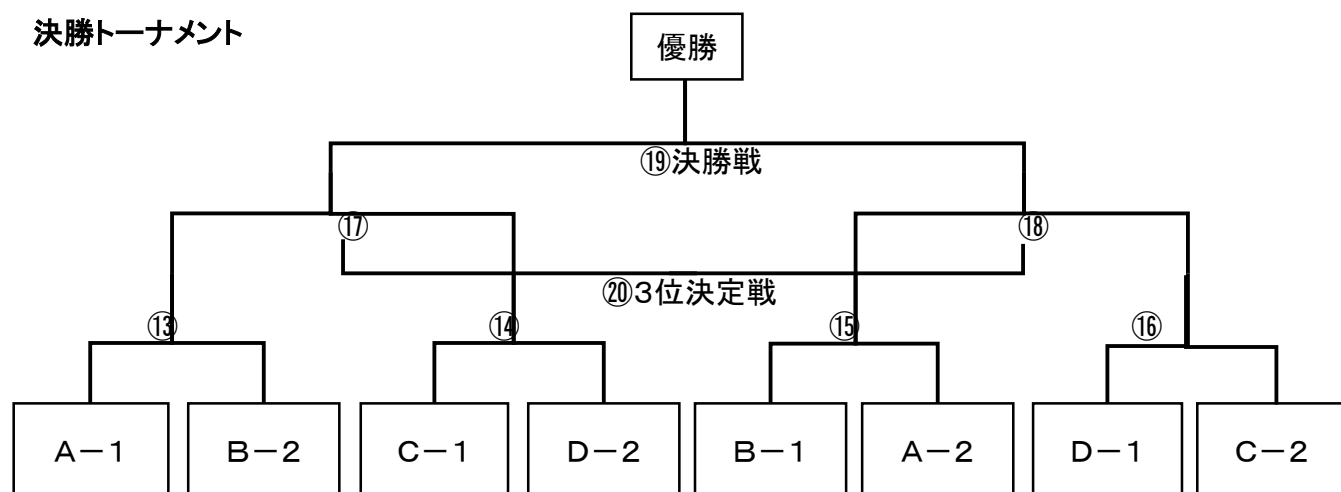 決勝トーナメント
優勝
⑲決勝戦
⑰
⑱
⑳3位決定戦
⑬
⑭
⑮
⑯
A－1
B－2
C－1
D－2
B－1
A－2
D－1
C－2